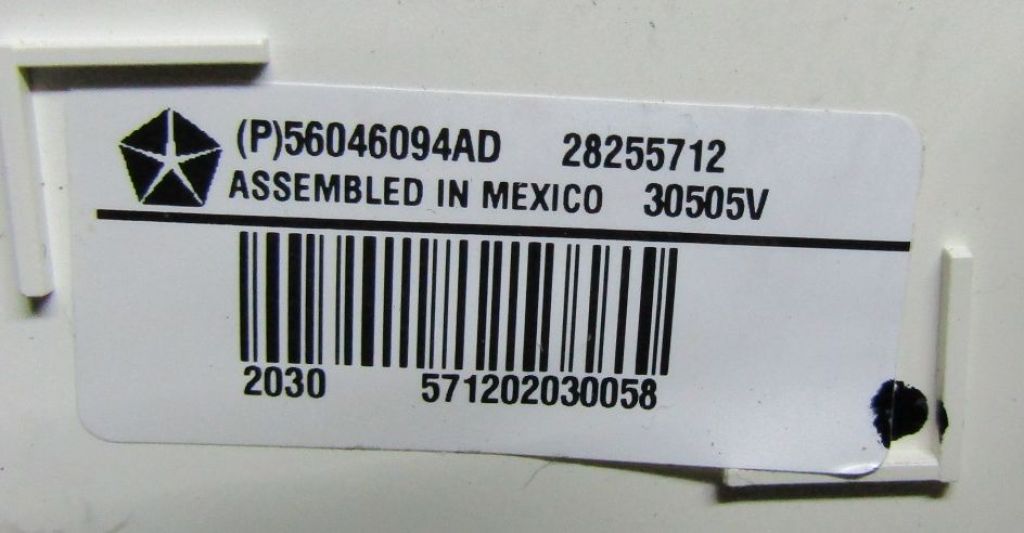 (P)56046094AD 28255712
ASSEMBLED IN MEXICO 30505V
2030 571202030058